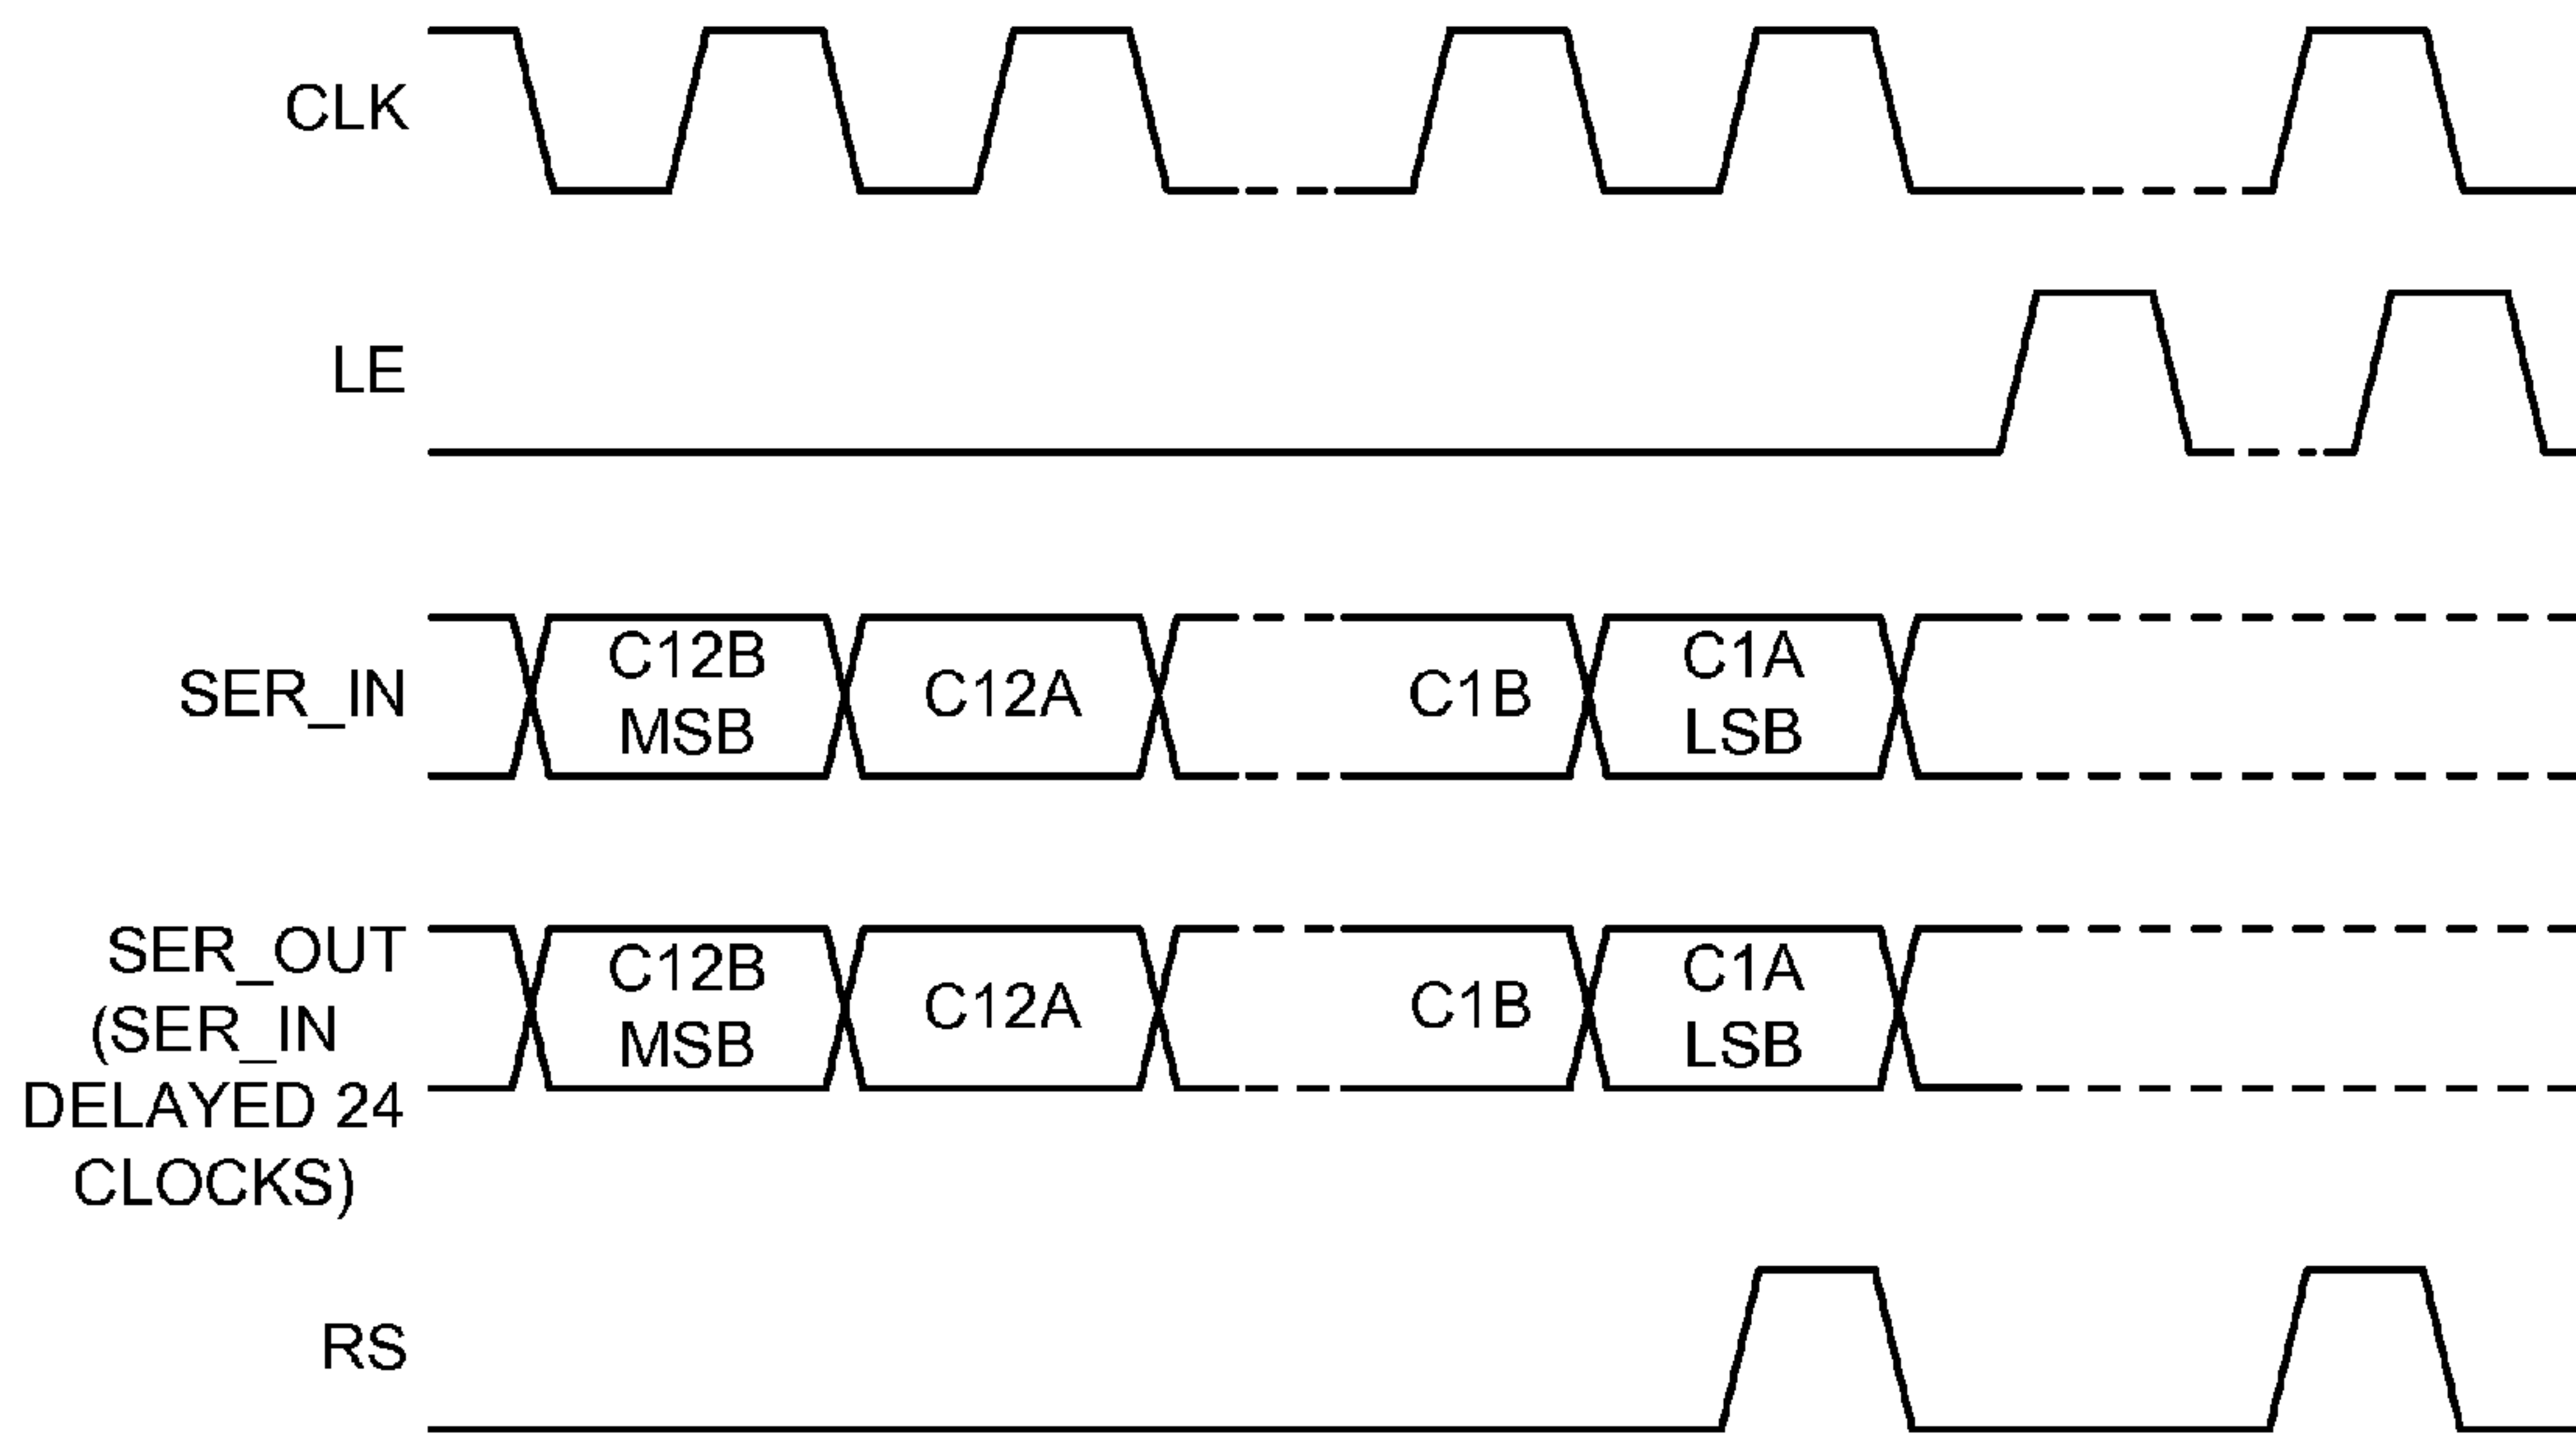 CLK
LE
SER_IN
C12B
MSB
C12A
C1B
C1A
LSB
SER_OUT
(SER_IN
DELAYED 24
CLOCKS)
C12B
MSB
C12A
C1B
C1A
LSB
RS